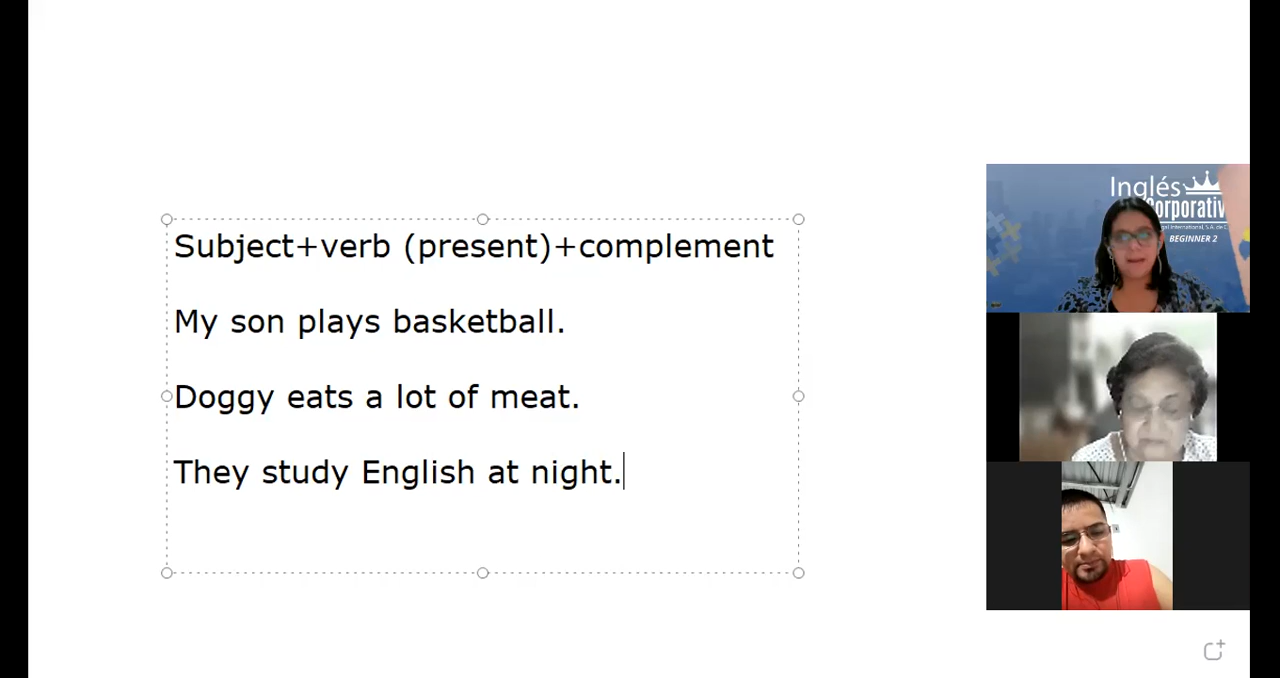 Subject+verb (present)+complement
My son plays basketball.
Doggy eats a lot of meat.
They study English at night.
Inglés
BEGINNER 2